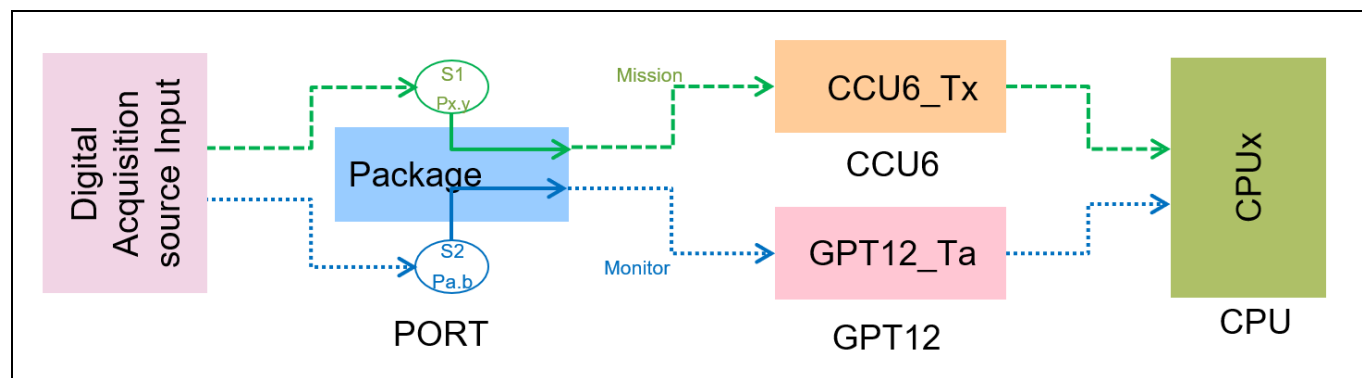 Digital
Acquisition
source Input
S1
Px.y
Package
S2
Pa.b
PORT
Mission
Monitor
CCU6_Tx
CCU6
GPT12_Ta
GPT12
CPUx
CPU